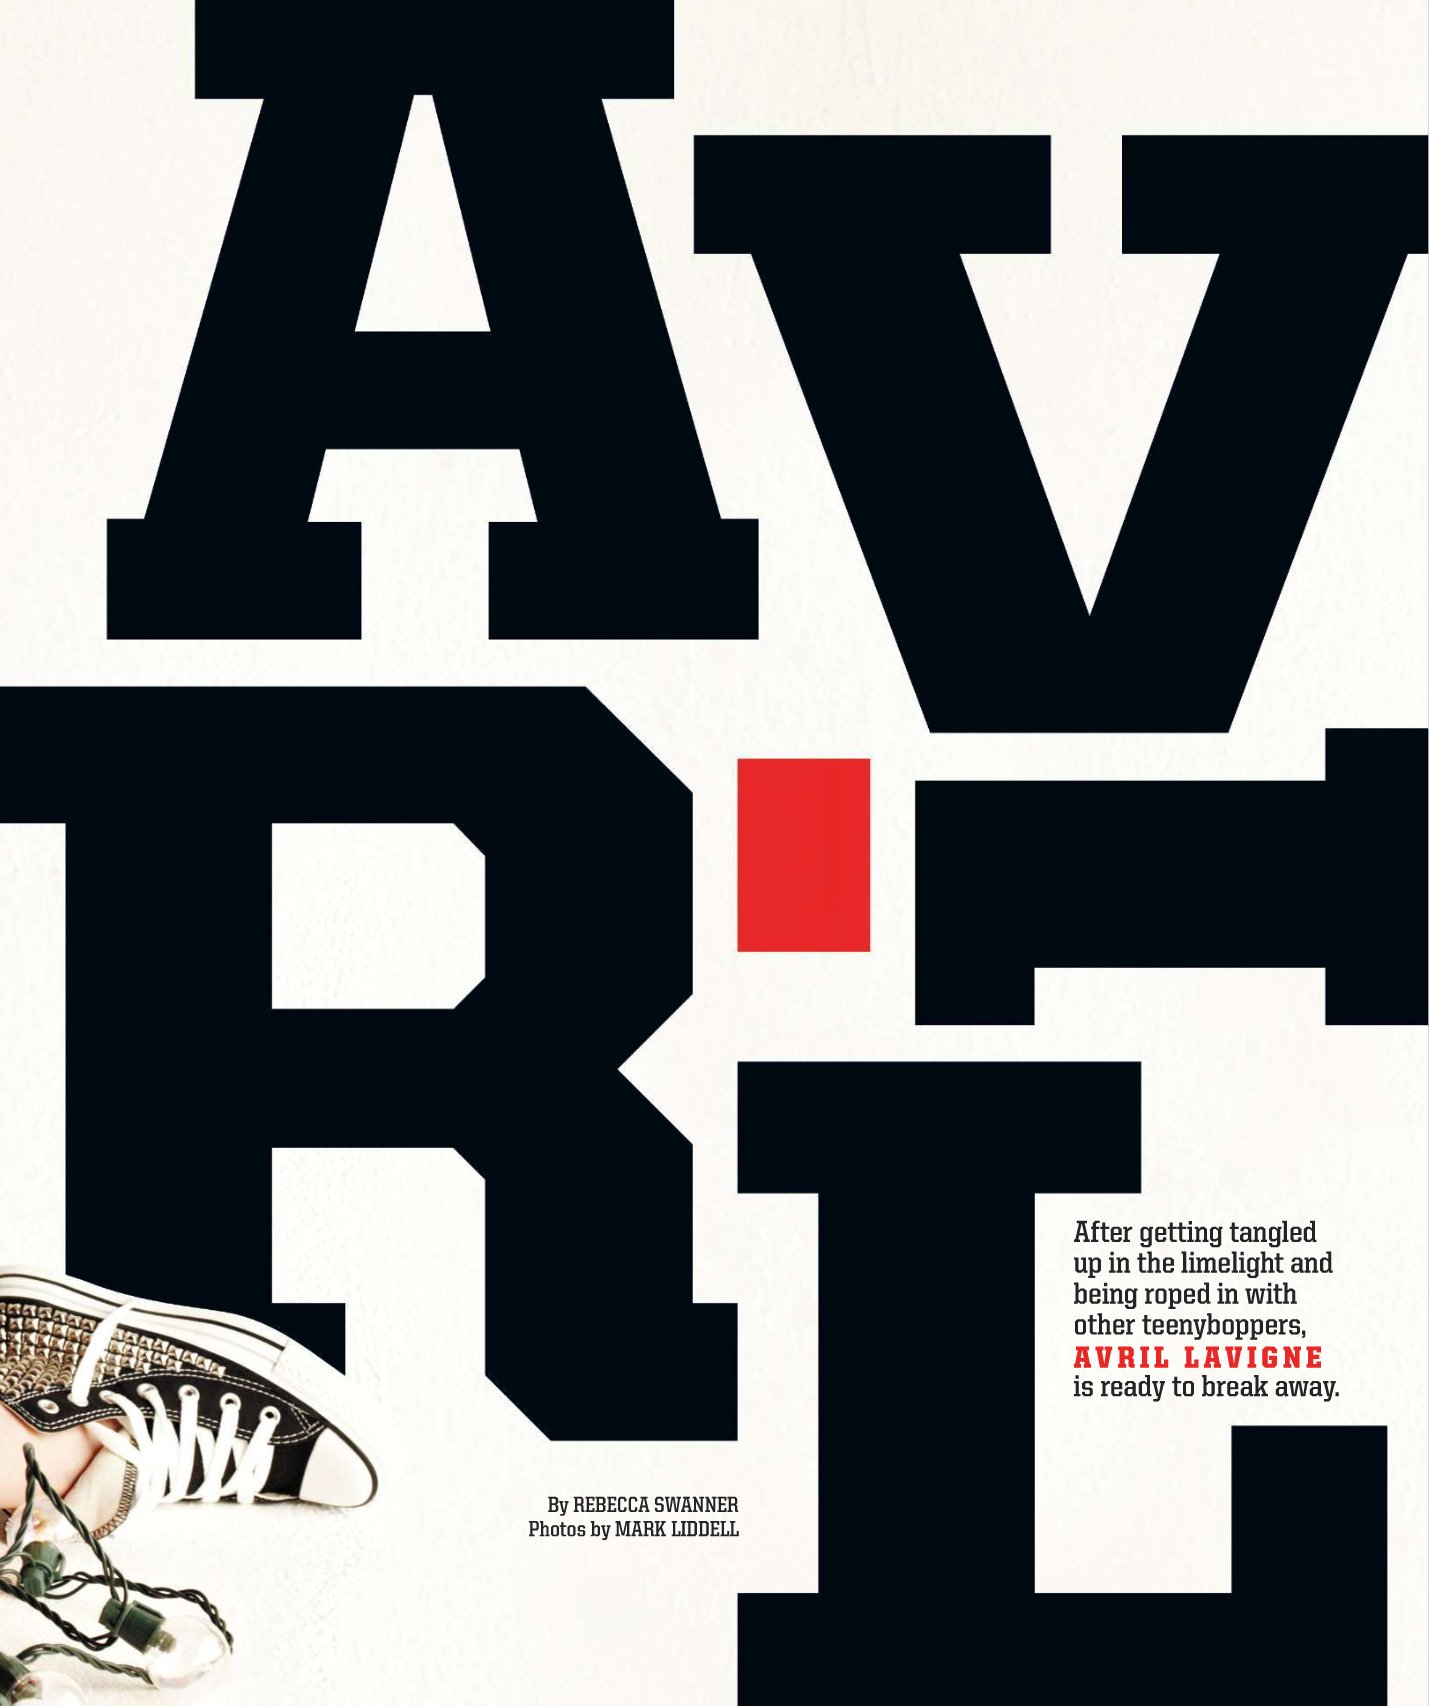 AVRIL
After getting tangled
up in the limelight and
being roped in with
other teenyboppers,
AVRIL LAVIGNE
is ready to break away.
By REBECCA SWANNER
Photos by MARK LIDDELL